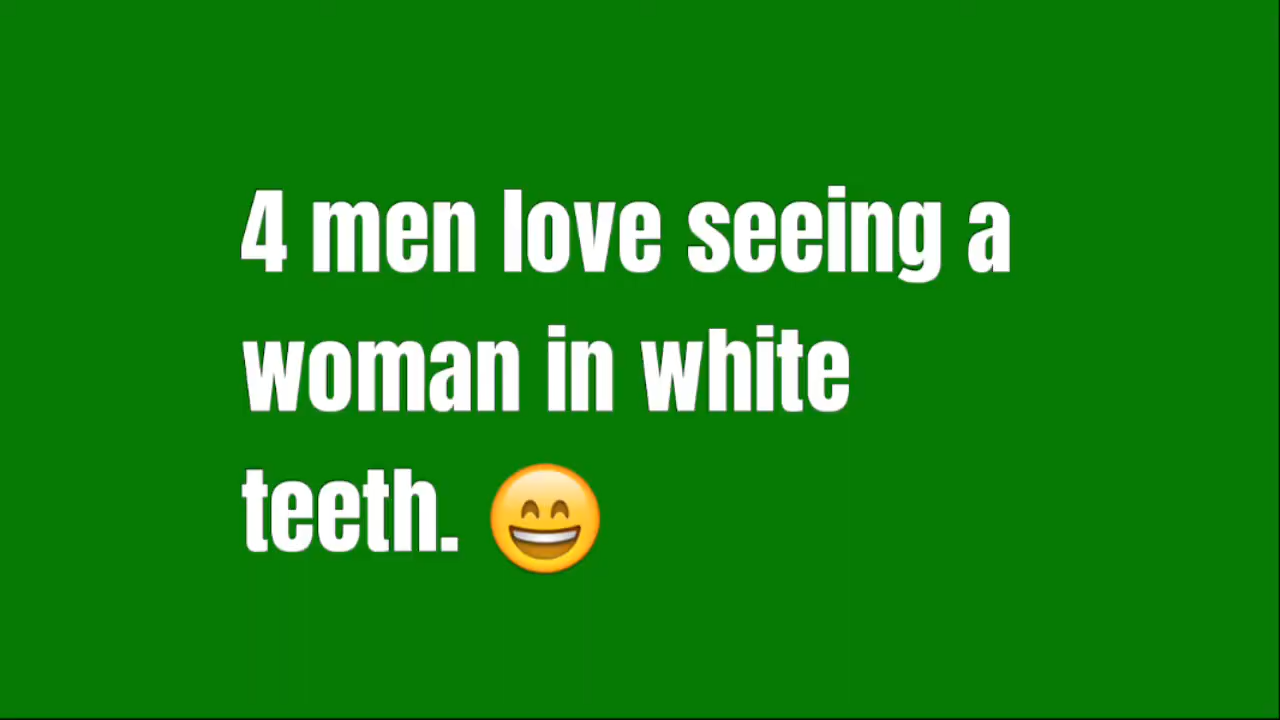 4 men love seeing a
woman in white
teeth. 😄